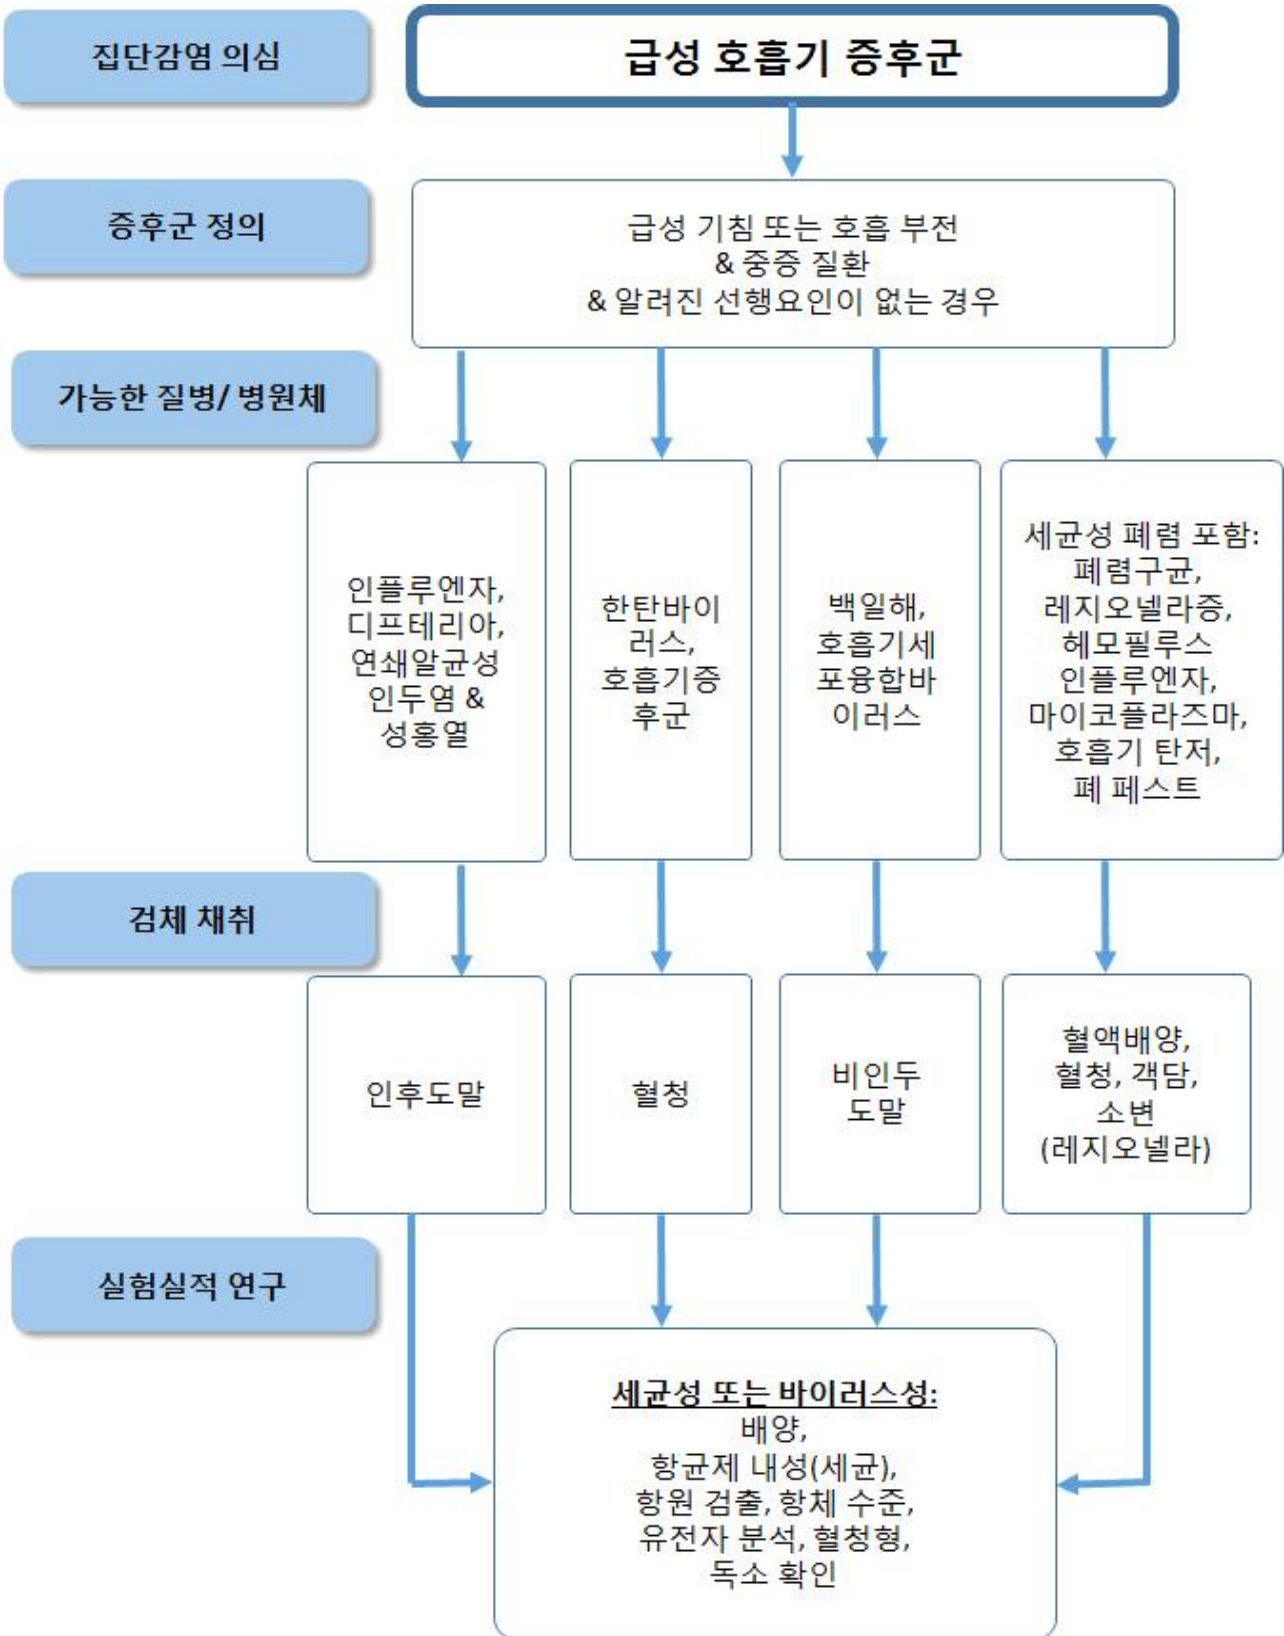 집단감염 의심
급성 호흡기 증후군
증후군 정의
급성 기침 또는 호흡 부전
& 중증 질환
& 알려진 선행요인이 없는 경우
가능한 질병/ 병원체
인플루엔자,
디프테리아,
연쇄알균성
인두염 &
성홍열
한탄바이
러스,
호흡기증
후군
백일해,
호흡기세
포융합바
이러스
세균성 폐렴 포함:
폐렴구균,
레지오넬라증,
헤모필루스
인플루엔자,
마이코플라즈마,
호흡기 탄저,
폐 페스트
검체 채취
인후도말
혈청
비인두
도말
혈액배양,
혈청, 객담,
소변
(레지오넬라)
실험실적 연구
세균성 또는 바이러스성:
배양,
항균제 내성(세균),
항원 검출, 항체 수준,
유전자 분석, 혈청형,
독소 확인